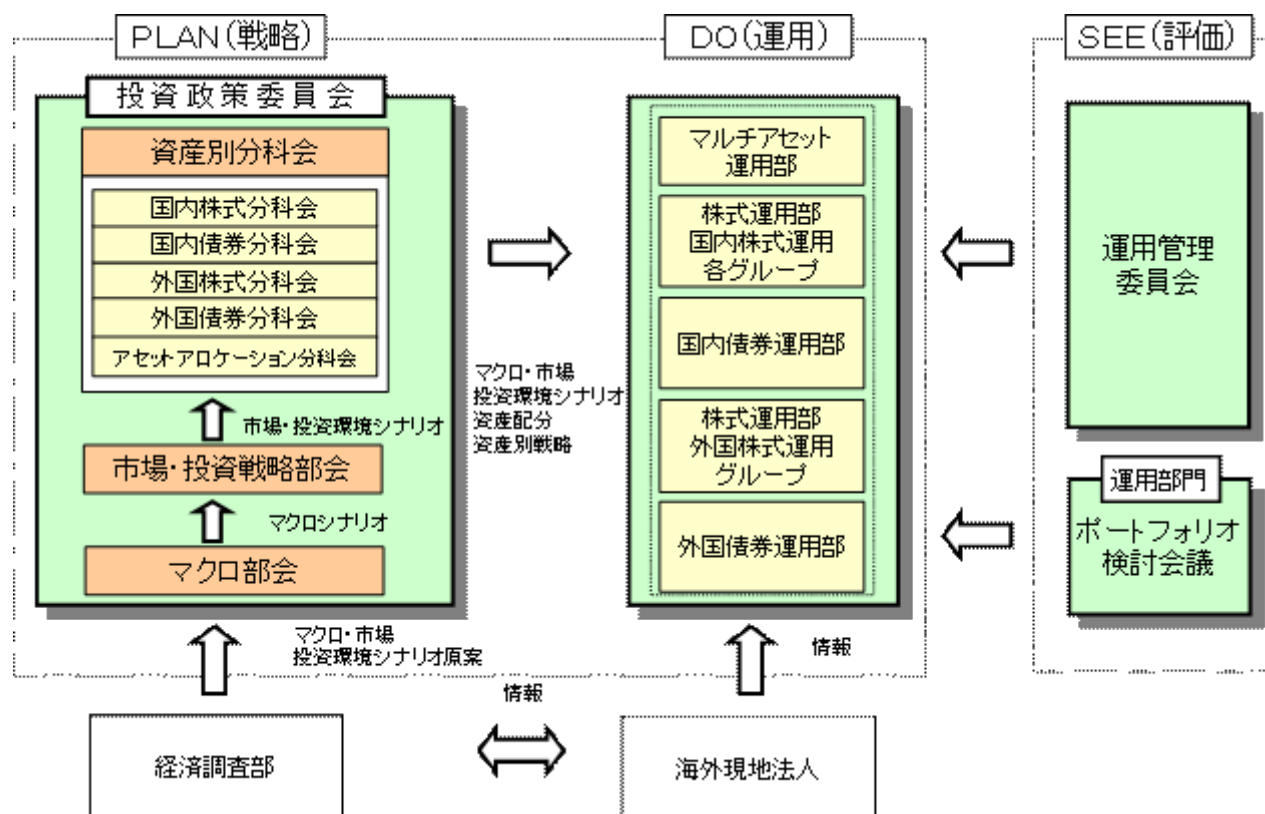 PLAN(戦略)
投資政策委員会
資産別分科会
国内株式分科会
国内債券分科会
外国株式分科会
外国債券分科会
アセットアロケーション分科会
市場・投資環境シナリオ
市場・投資戦略部会
マクロシナリオ
マクロ部会
マクロ・市場
投資環境シナリオ原案
経済調査部
マクロ・市場
投資環境シナリオ
資産配分
資産別戦略
情報
DO(運用)
マルチアセット
運用部
株式運用部
国内株式運用
各グループ
国内債券運用部
株式運用部
外国株式運用
グループ
外国債券運用部
情報
海外現地法人
SEE(評価)
運用管理
委員会
運用部門
ポートフォリオ
検討会議